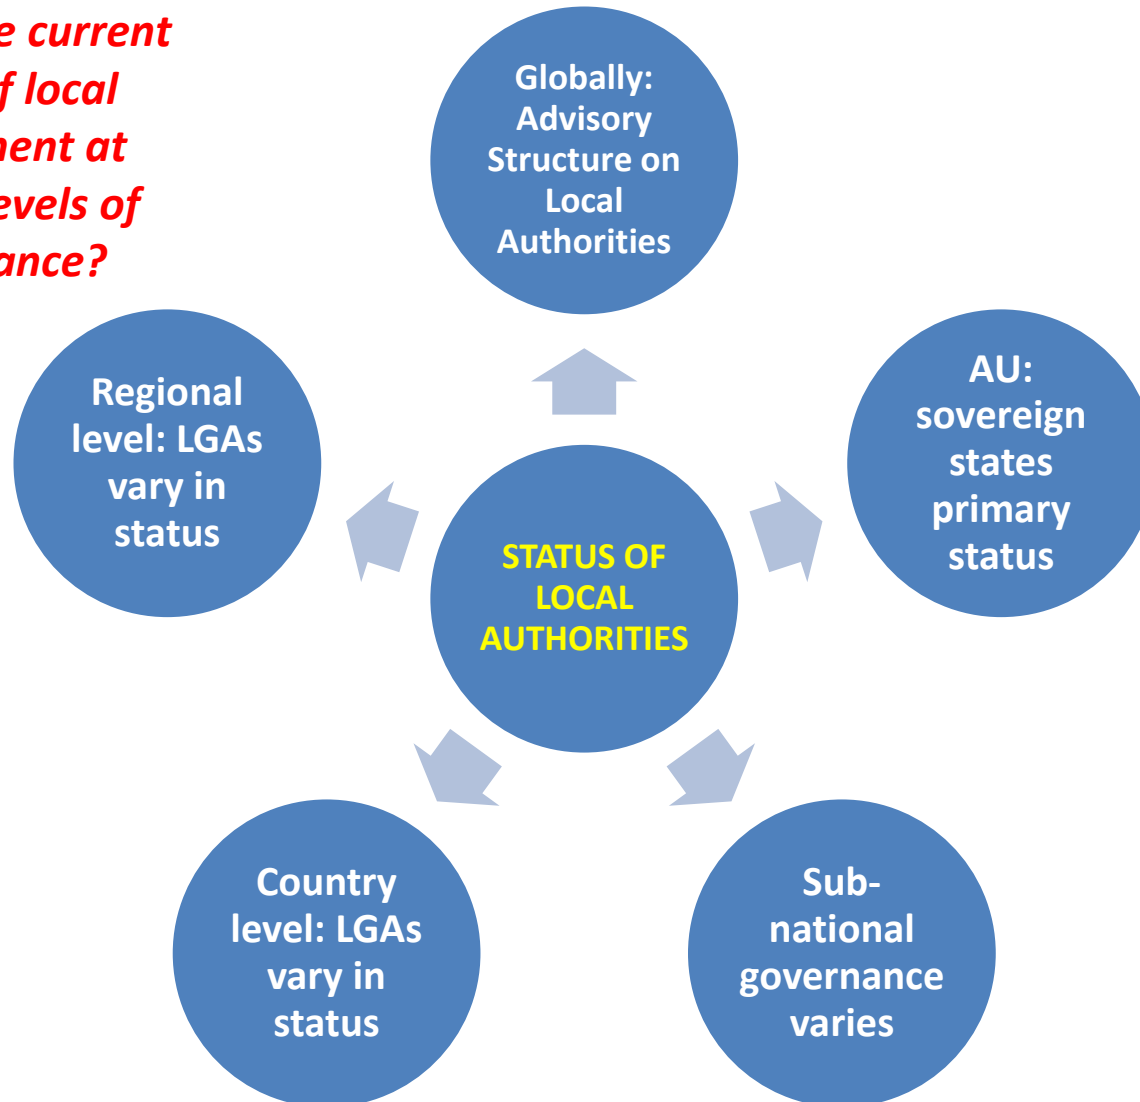 e current
f local
ment at
evels of
ance?
Globally:
Advisory
Structure on
Local
Authorities
Regional
level: LGAs
vary in
status
AU:
sovereign
states
primary
status
STATUS OF
LOCAL
AUTHORITIES
Country
level: LGAs
vary in
status
Sub-
national
governance
varies